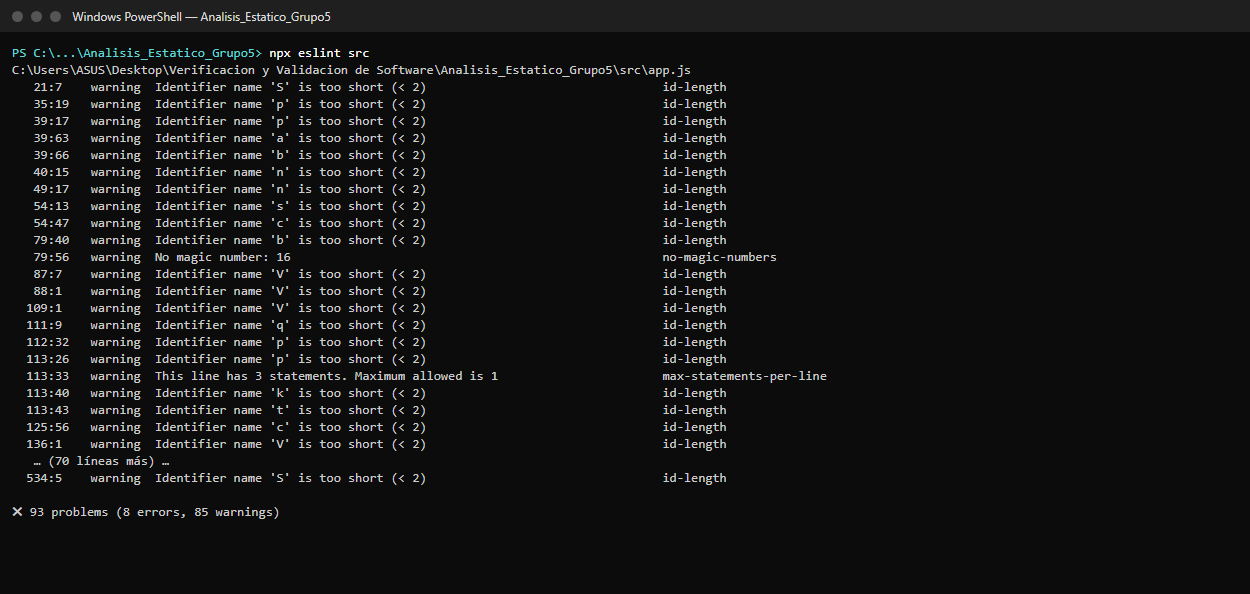 Windows PowerShell — Analisis_Estatico_Grupo5
PS C:\...\Analisis_Estatico_Grupo5> npx eslint src
C:\Users\ASUS\Desktop\Verificacion y Validacion de Software\Analisis_Estatico_Grupo5\src\app.js
21:7 warning Identifier name 'S' is too short (< 2) id-length
35:19 warning Identifier name 'p' is too short (< 2) id-length
39:17 warning Identifier name 'p' is too short (< 2) id-length
39:63 warning Identifier name 'a' is too short (< 2) id-length
39:66 warning Identifier name 'b' is too short (< 2) id-length
40:15 warning Identifier name 'n' is too short (< 2) id-length
49:17 warning Identifier name 'n' is too short (< 2) id-length
54:13 warning Identifier name 's' is too short (< 2) id-length
54:47 warning Identifier name 'c' is too short (< 2) id-length
79:40 warning Identifier name 'b' is too short (< 2) id-length
79:56 warning No magic number: 16 no-magic-numbers
87:7 warning Identifier name 'V' is too short (< 2) id-length
88:1 warning Identifier name 'V' is too short (< 2) id-length
109:1 warning Identifier name 'V' is too short (< 2) id-length
111:9 warning Identifier name 'q' is too short (< 2) id-length
112:32 warning Identifier name 'p' is too short (< 2) id-length
113:26 warning Identifier name 'p' is too short (< 2) id-length
113:33 warning This line has 3 statements. Maximum allowed is 1 max-statements-per-line
113:40 warning Identifier name 'k' is too short (< 2) id-length
113:43 warning Identifier name 't' is too short (< 2) id-length
125:56 warning Identifier name 'c' is too short (< 2) id-length
136:1 warning Identifier name 'V' is too short (< 2) id-length
… (70 líneas más) …
534:5 warning Identifier name 'S' is too short (< 2) id-length
✕ 93 problems (8 errors, 85 warnings)